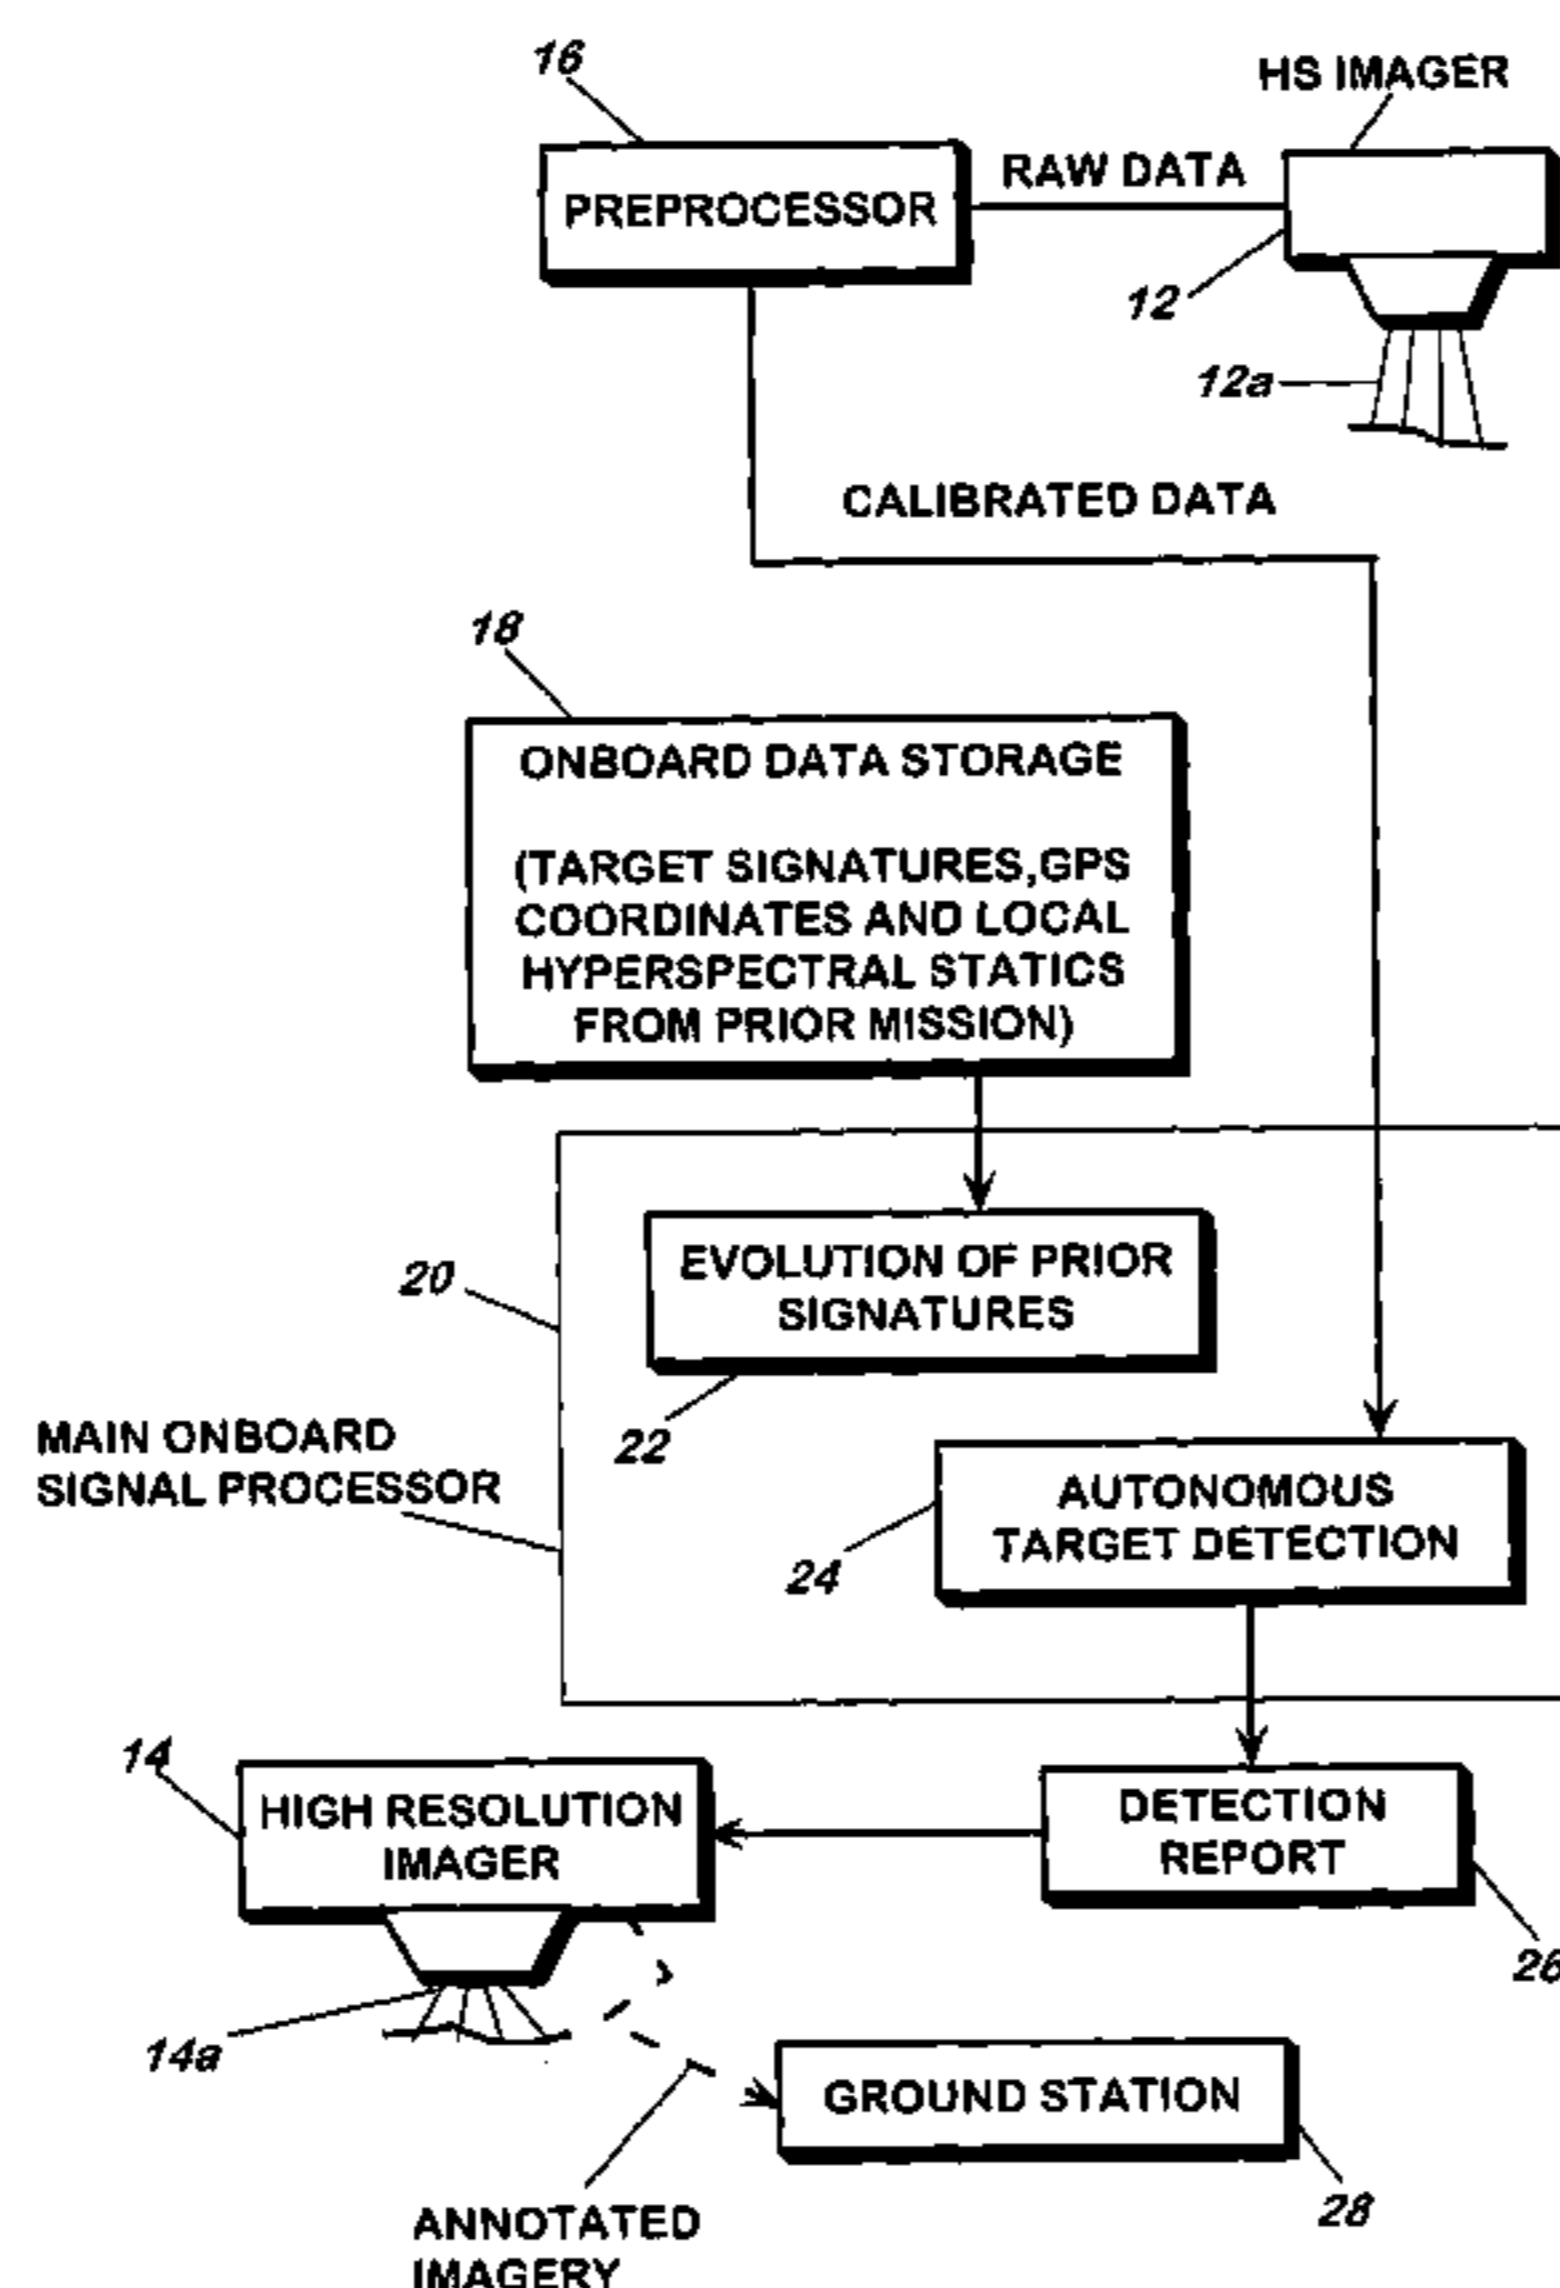 16
HS IMAGER
PREPROCESSOR
RAW DATA
12
12a
CALIBRATED DATA
18
ONBOARD DATA STORAGE
(TARGET SIGNATURES,GPS
COORDINATES AND LOCAL
HYPERSPECTRAL STATICS
FROM PRIOR MISSION)
20
EVOLUTION OF PRIOR
SIGNATURES
22
MAIN ONBOARD
SIGNAL PROCESSOR
AUTONOMOUS
TARGET DETECTION
24
14
HIGH RESOLUTION
IMAGER
DETECTION
REPORT
26
14a
GROUND STATION
28
ANNOTATED
IMAGERY